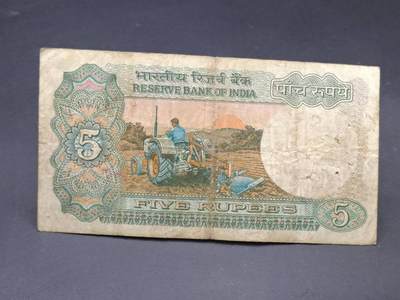 भारतीय रिज़र्व बैंक
RESERVE BANK OF INDIA
पाँच रुपये
5
FIVE RUPEES
5